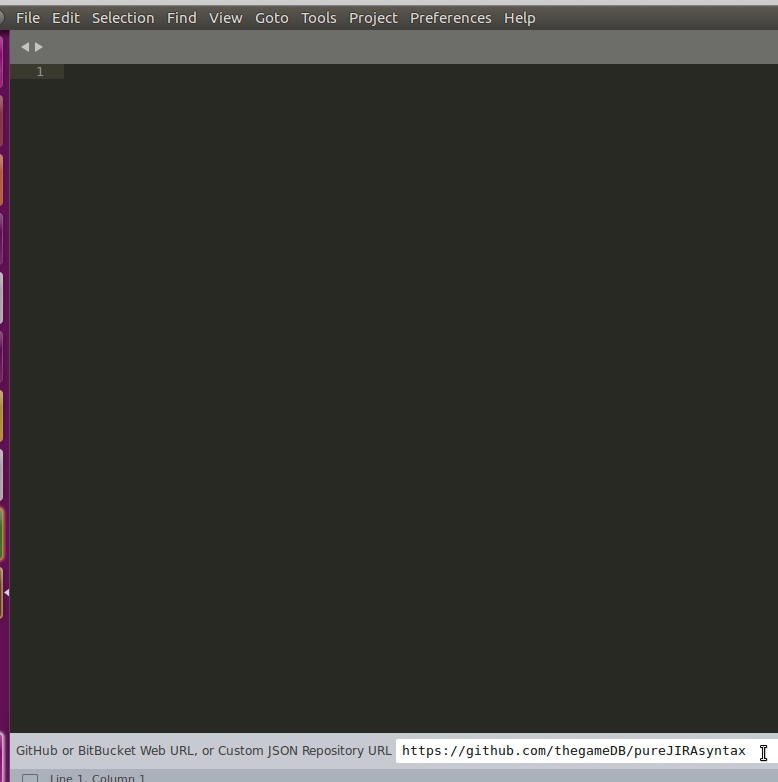 File Edit Selection Find View Goto Tools Project Preferences Help
1
GitHub or BitBucket Web URL, or Custom JSON Repository URL https://github.com/thegameDB/pureJIRAsyntax
Line 1, Column 1